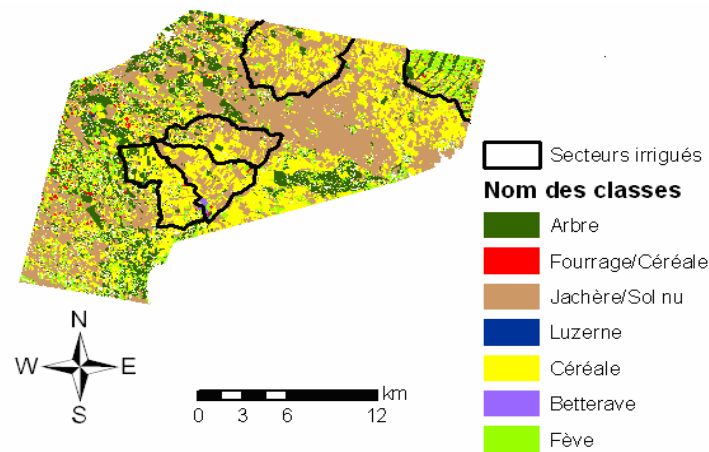 Secteurs irrigués
Nom des classes
Arbre
Fourrage/Céréale
Jachère/Sol nu
Luzerne
Céréale
Betterave
Fève
N
W E
S
km
0 3 6 12